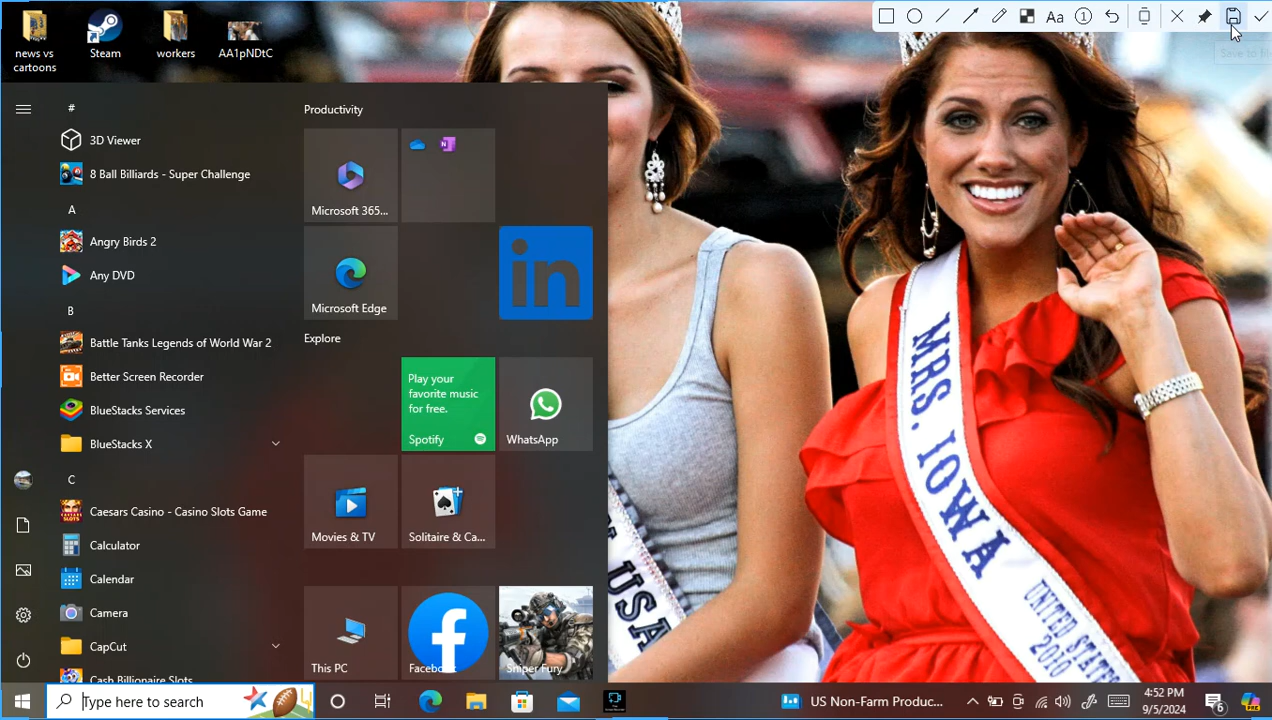 news vs
cartoons
Steam
workers
AA1pNDtC
Aa
1
#
3D Viewer
8 Ball Billiards - Super Challenge
A
Angry Birds 2
Any DVD
B
Battle Tanks Legends of World War 2
Better Screen Recorder
BlueStacks Services
BlueStacks X
C
Caesars Casino - Casino Slots Game
Calculator
Calendar
Camera
CapCut
Cash Billionaire Slots
Productivity
Microsoft 365...
N
Microsoft Edge
in
Explore
Play your
favorite music
for free.
Spotify
WhatsApp
Movies & TV
Solitaire & Ca...
This PC
Facebook
Sniper Fury
MRS. IOWA
UNITED STATES
2010
USA
Type here to search
US Non-Farm Produc...
4:52 PM
9/5/2024
6
PRE